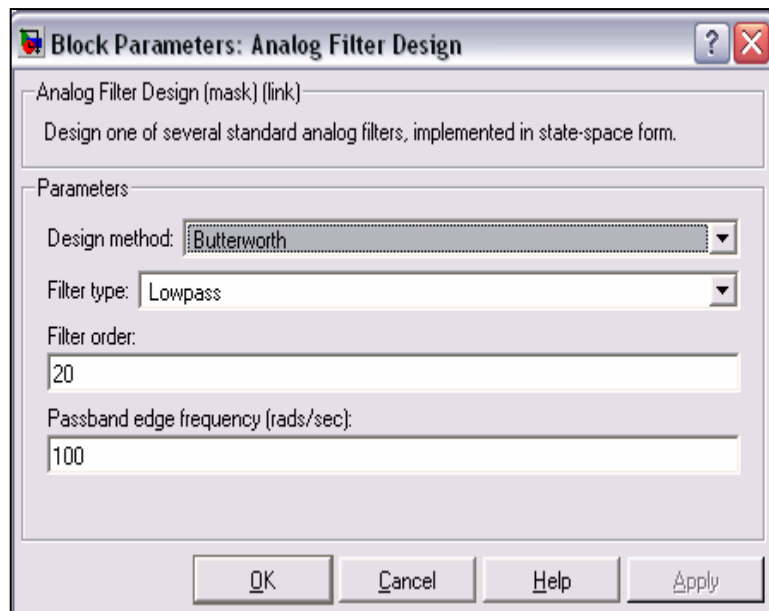 Block Parameters: Analog Filter Design
Analog Filter Design (mask) (link)
Design one of several standard analog filters, implemented in state-space form.
Parameters
Design method: Butterworth
Filter type: Lowpass
Filter order:
20
Passband edge frequency (rads/sec):
100
OK Cancel Help Apply